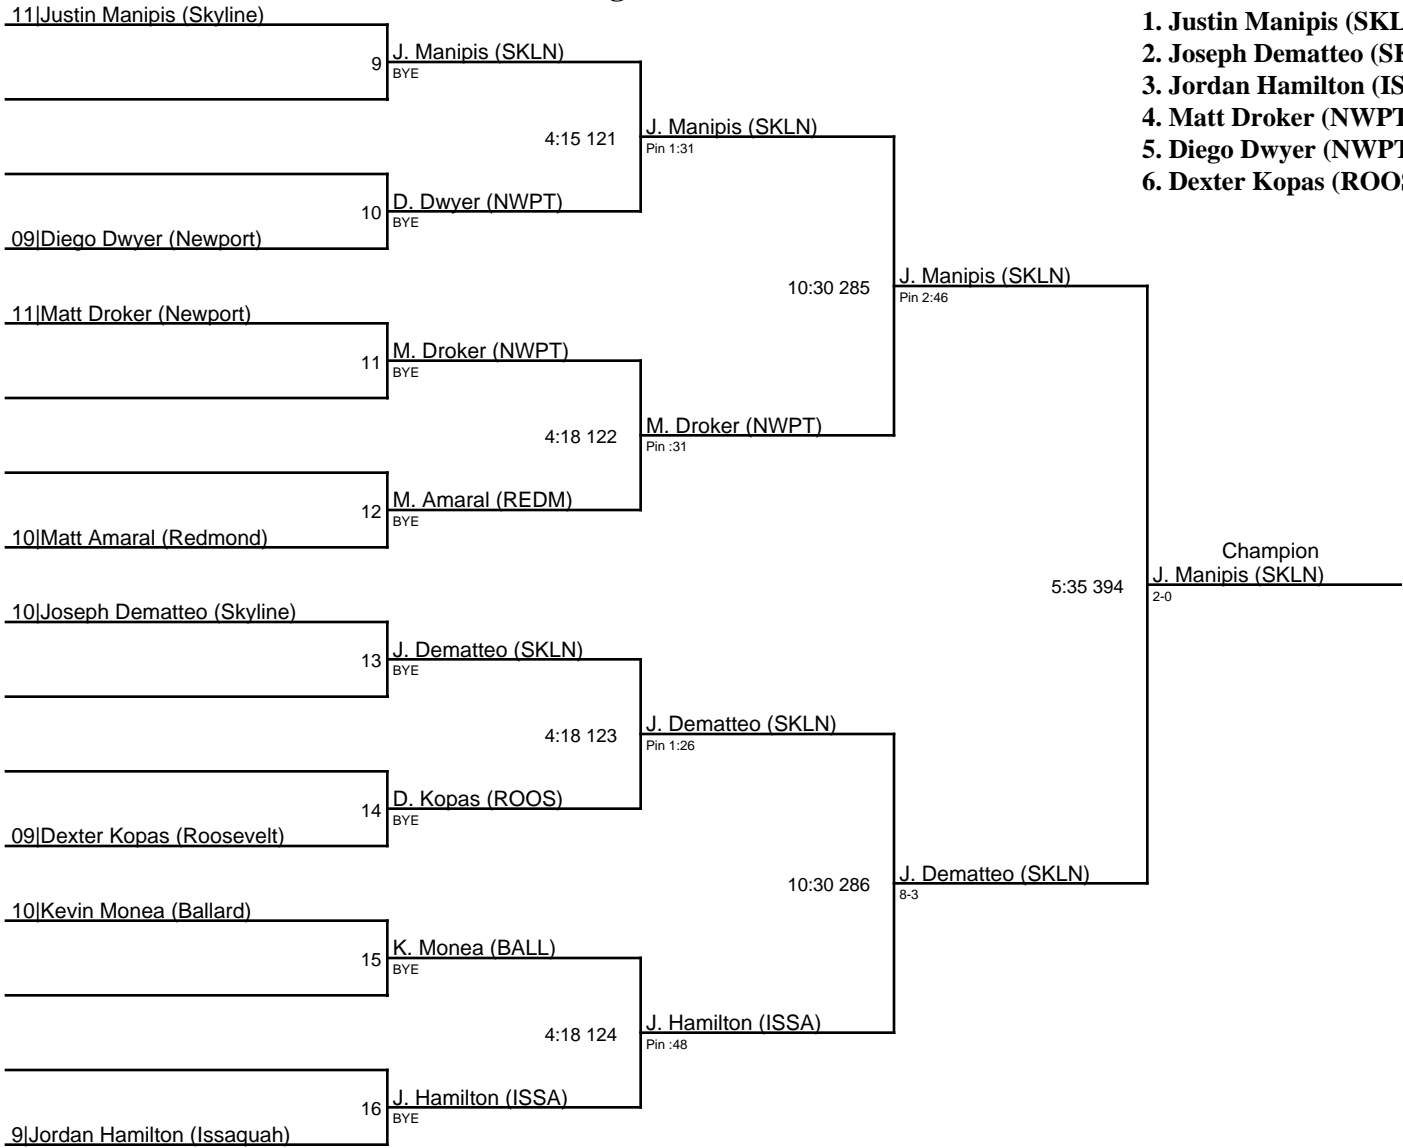 11|Justin Manipis (Skyline)
9
J. Manipis (SKLN)
BYE
4:15 121
J. Manipis (SKLN)
Pin 1:31
10
D. Dwyer (NWPT)
BYE
09|Diego Dwyer (Newport)
10:30 285
J. Manipis (SKLN)
Pin 2:46
11|Matt Droker (Newport)
11
M. Droker (NWPT)
BYE
4:18 122
M. Droker (NWPT)
Pin :31
12
M. Amaral (REDM)
BYE
10|Matt Amaral (Redmond)
5:35 394
Champion
J. Manipis (SKLN)
2-0
10|Joseph Dematteo (Skyline)
13
J. Dematteo (SKLN)
BYE
4:18 123
J. Dematteo (SKLN)
Pin 1:26
14
D. Kopas (ROOS)
BYE
09|Dexter Kopas (Roosevelt)
10:30 286
J. Dematteo (SKLN)
8-3
10|Kevin Monea (Ballard)
15
K. Monea (BALL)
BYE
4:18 124
J. Hamilton (ISSA)
Pin :48
16
J. Hamilton (ISSA)
BYE
9|Jordan Hamilton (Issaquah)
1. Justin Manipis (SKL
2. Joseph Dematteo (SK
3. Jordan Hamilton (IS
4. Matt Droker (NWPT
5. Diego Dwyer (NWPT
6. Dexter Kopas (ROOS